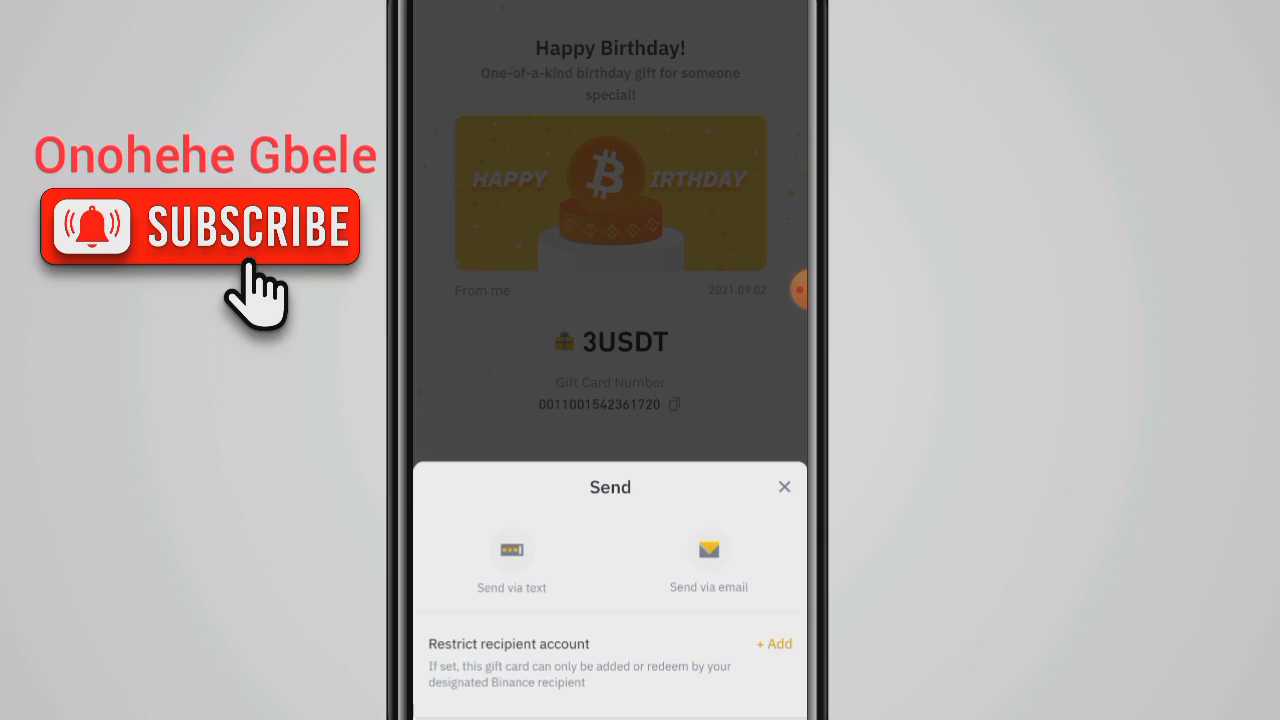 Happy Birthday!
One-of-a-kind birthday gift for someone
special!
HAPPY BIRTHDAY
From me
2021.09.02
3USDT
Gift Card Number
0011001542361720
Onohehe Gbele
SUBSCRIBE
Send
Send via text
Send via email
Restrict recipient account
+ Add
If set, this gift card can only be added or redeem by your
designated Binance recipient